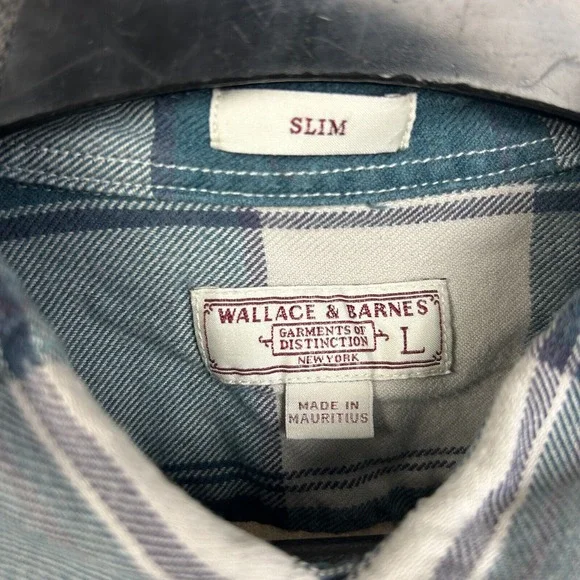 SLIM
WALLACE & BARNES
GARMENTS OF
DISTINCTION
L
NEW YORK
MADE IN
MAURITIUS